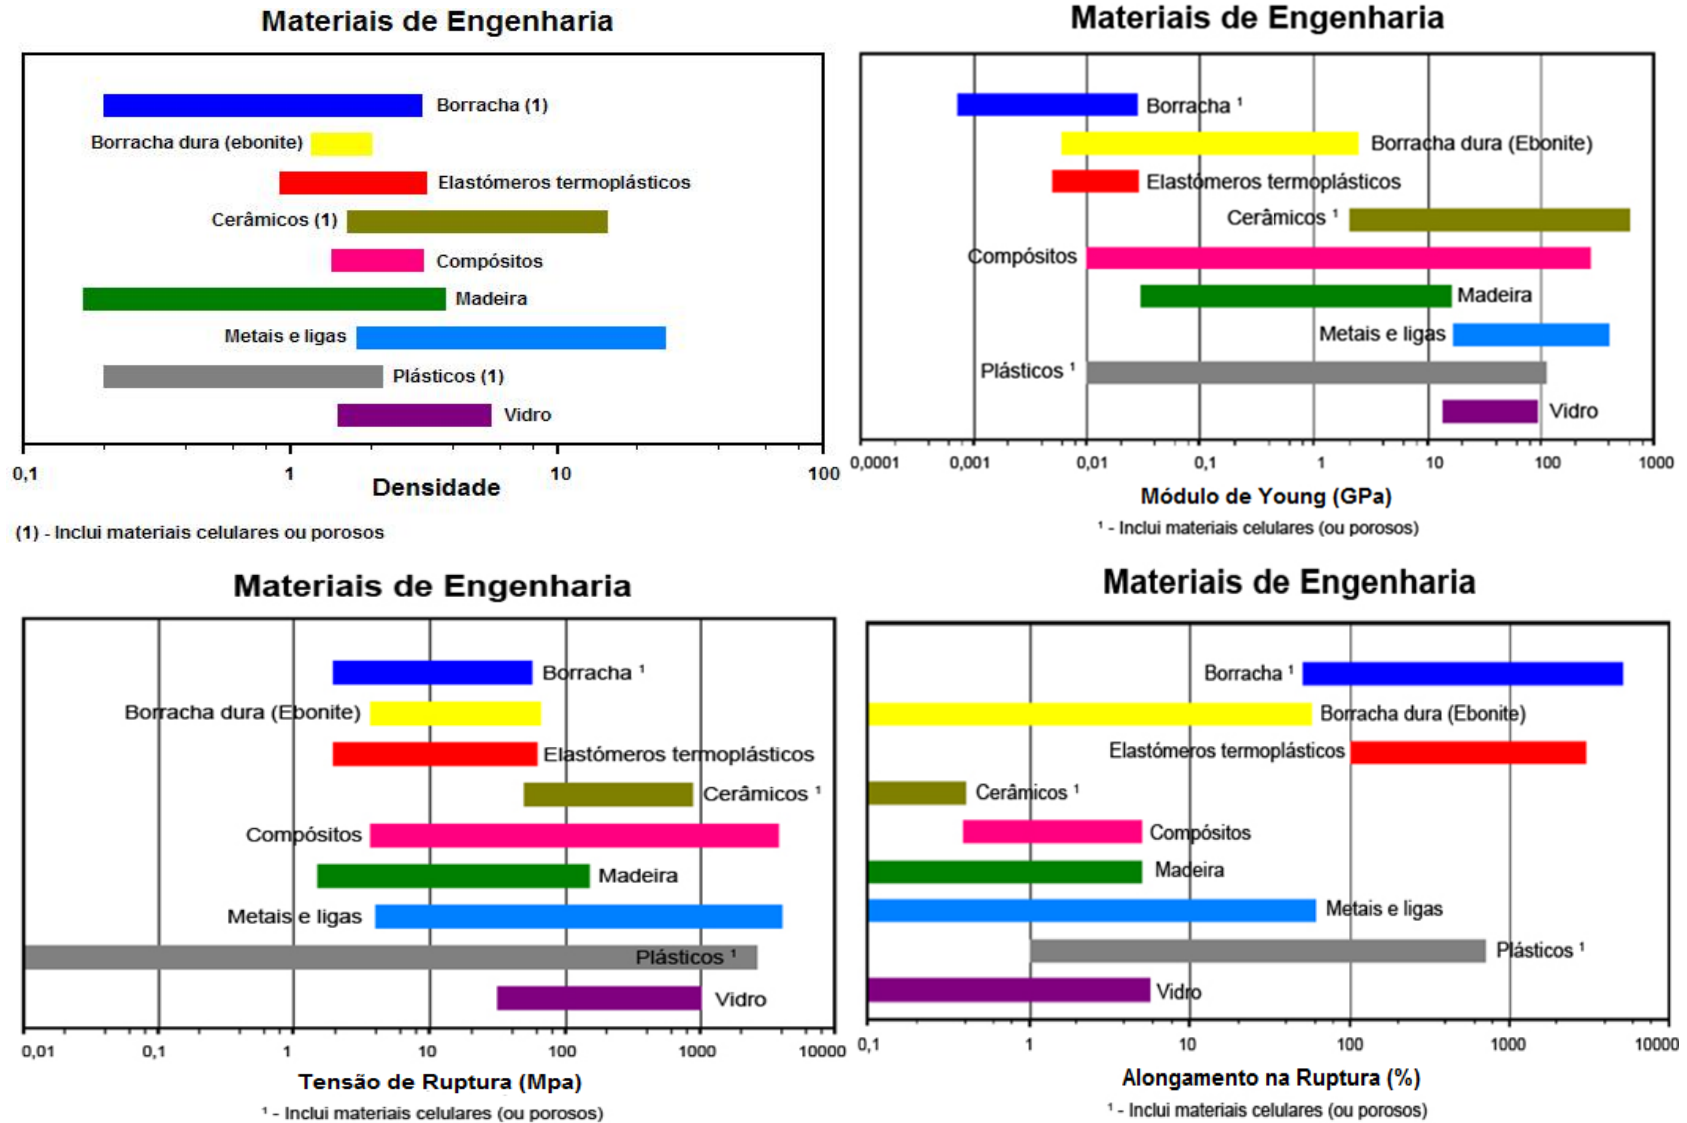 Materiais de Engenharia
Borracha (1)
Borracha dura (ebonite)
Elastómeros termoplásticos
Cerâmicos (1)
Compósitos
Madeira
Metais e ligas
Plásticos (1)
Vidro
0,1 1 10 100
Densidade
(1) - Inclui materiais celulares ou porosos
Materiais de Engenharia
Borracha ¹
Borracha dura (Ebonite)
Elastómeros termoplásticos
Cerâmicos ¹
Compósitos
Madeira
Metais e ligas
Plásticos ¹
Vidro
0,0001 0,001 0,01 0,1 1 10 100 1000
Módulo de Young (GPa)
¹ - Inclui materiais celulares (ou porosos)
Materiais de Engenharia
Borracha ¹
Borracha dura (Ebonite)
Elastómeros termoplásticos
Cerâmicos ¹
Compósitos
Madeira
Metais e ligas
Plásticos ¹
Vidro
0,01 0,1 1 10 100 1000 10000
Tensão de Ruptura (Mpa)
¹ - Inclui materiais celulares (ou porosos)
Materiais de Engenharia
Borracha ¹
Borracha dura (Ebonite)
Elastómeros termoplásticos
Cerâmicos ¹
Compósitos
Madeira
Metais e ligas
Plásticos ¹
Vidro
0,1 1 10 100 1000 10000
Alongamento na Ruptura (%)
¹ - Inclui materiais celulares (ou porosos)